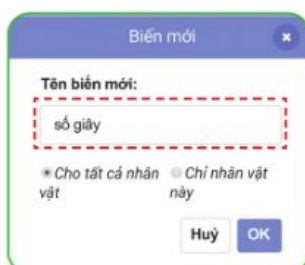 Biến mới
Tên biến mới:
số giây
Cho tất cả nhân vật
Chỉ nhân vật này
Huỷ OK